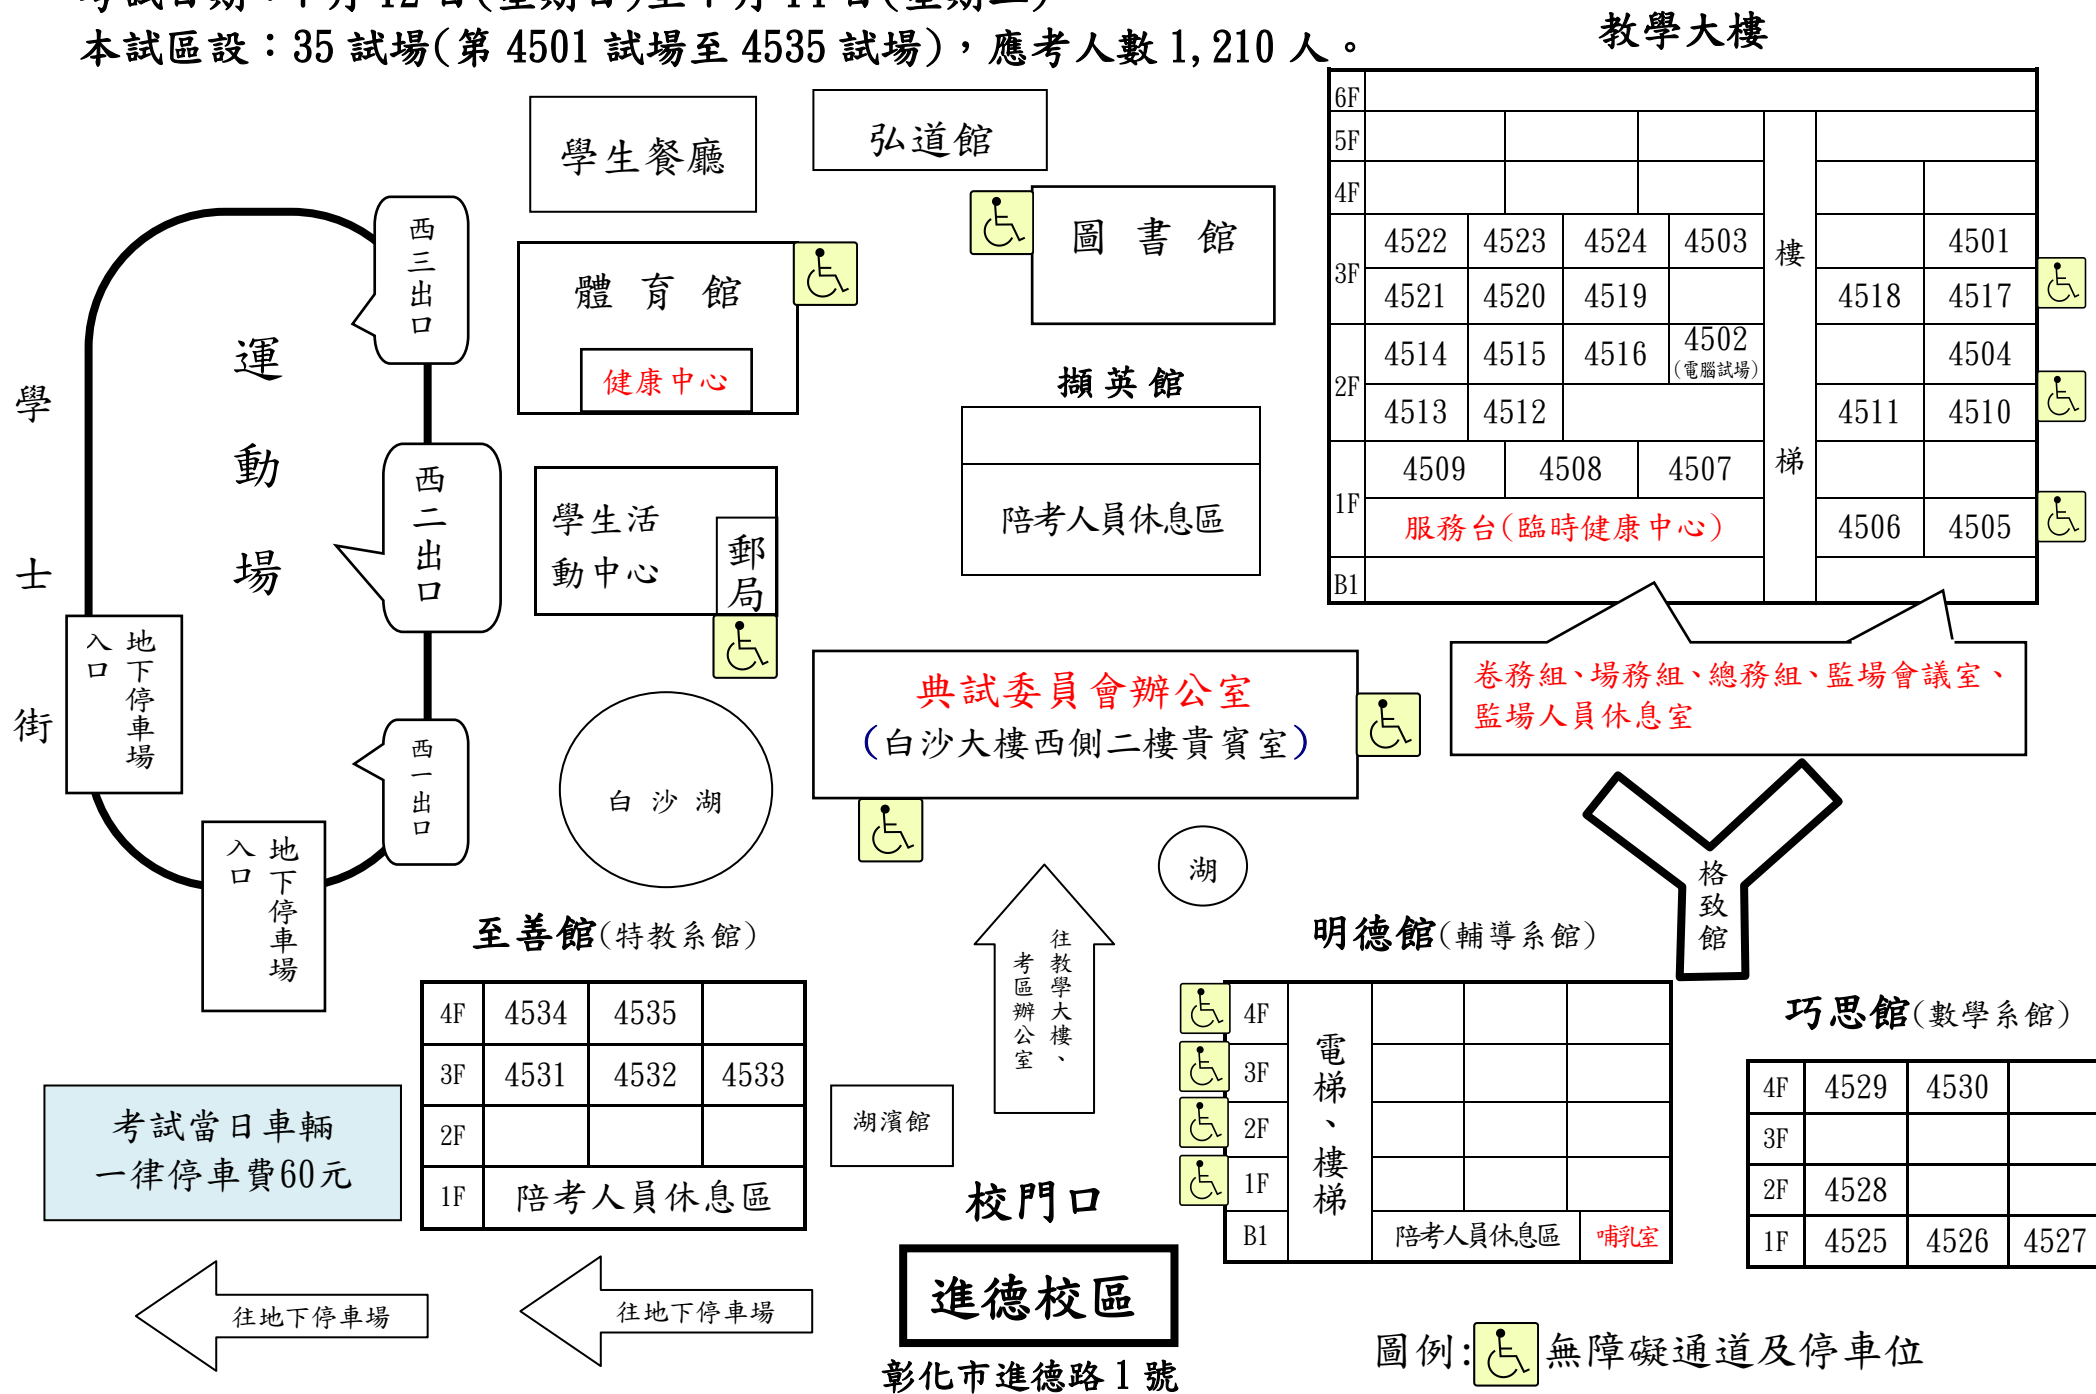 本試區設：35 試場(第 4501 試場至 4535 試場)，應考人數 1,210 人。
教學大樓
6F
5F
4F
3F
4522 4523 4524 4503 4501
4521 4520 4519 4518 4517
2F
4514 4515 4516 4502 4504
(電腦試場)
4513 4512 4511 4510
1F
4509 4508 4507
服務台(臨時健康中心) 4506 4505
B1
樓梯
卷務組、場務組、總務組、監場會議室、
監場人員休息室
學生餐廳
弘道館
圖書館
體育館
健康中心
擷英館
陪考人員休息區
學生活
動中心
郵局
西三出口
西二出口
西一出口
運動場
學士街
地下停車場
入口
地下停車場
入口
典試委員會辦公室
(白沙大樓西側二樓貴賓室)
白沙湖
湖
格致館
往教學大樓、
考區辦公室
至善館(特教系館)
4F 4534 4535
3F 4531 4532 4533
2F
1F 陪考人員休息區
湖濱館
明德館(輔導系館)
4F
3F
2F
1F
B1 陪考人員休息區 哺乳室
電梯、樓梯
巧思館(數學系館)
4F 4529 4530
3F
2F 4528
1F 4525 4526 4527
考試當日車輛
一律停車費60元
往地下停車場
往地下停車場
校門口
進德校區
彰化市進德路 1 號
圖例:無障礙通道及停車位